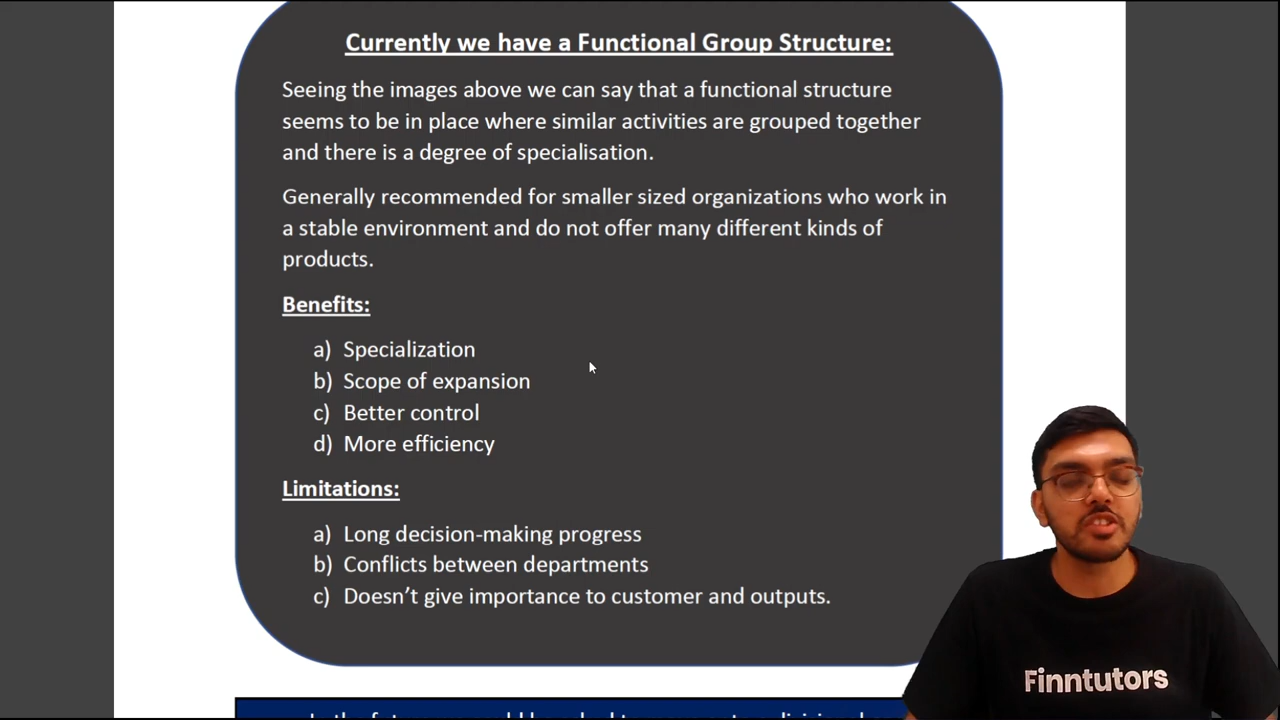 Currently we have a Functional Group Structure:
Seeing the images above we can say that a functional structure
seems to be in place where similar activities are grouped together
and there is a degree of specialisation.
Generally recommended for smaller sized organizations who work in
a stable environment and do not offer many different kinds of
products.
Benefits:
a) Specialization
b) Scope of expansion
c) Better control
d) More efficiency
Limitations:
a) Long decision-making progress
b) Conflicts between departments
c) Doesn't give importance to customer and outputs.
Finntutors